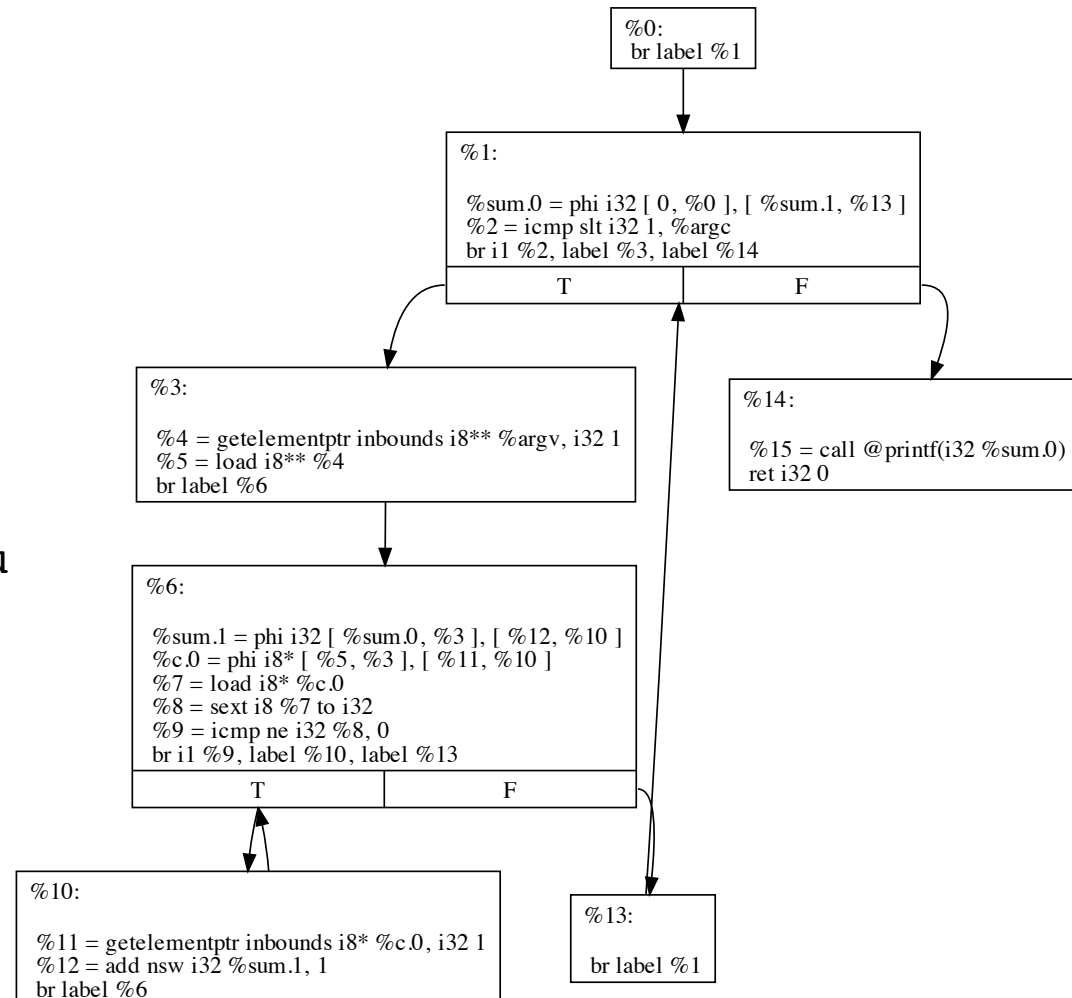 %0:
br label %1
%1:
%sum.0 = phi i32 [ 0, %0 ], [ %sum.1, %13 ]
%2 = icmp slt i32 1, %argc
br i1 %2, label %3, label %14
T F
%3:
%4 = getelementptr inbounds i8** %argv, i32 1
%5 = load i8** %4
br label %6
%14:
%15 = call @printf(i32 %sum.0)
ret i32 0
%6:
%sum.1 = phi i32 [ %sum.0, %3 ], [ %12, %10 ]
%c.0 = phi i8* [ %5, %3 ], [ %11, %10 ]
%7 = load i8* %c.0
%8 = sext i8 %7 to i32
%9 = icmp ne i32 %8, 0
br i1 %9, label %10, label %13
T F
%10:
%11 = getelementptr inbounds i8* %c.0, i32 1
%12 = add nsw i32 %sum.1, 1
br label %6
%13:
br label %1